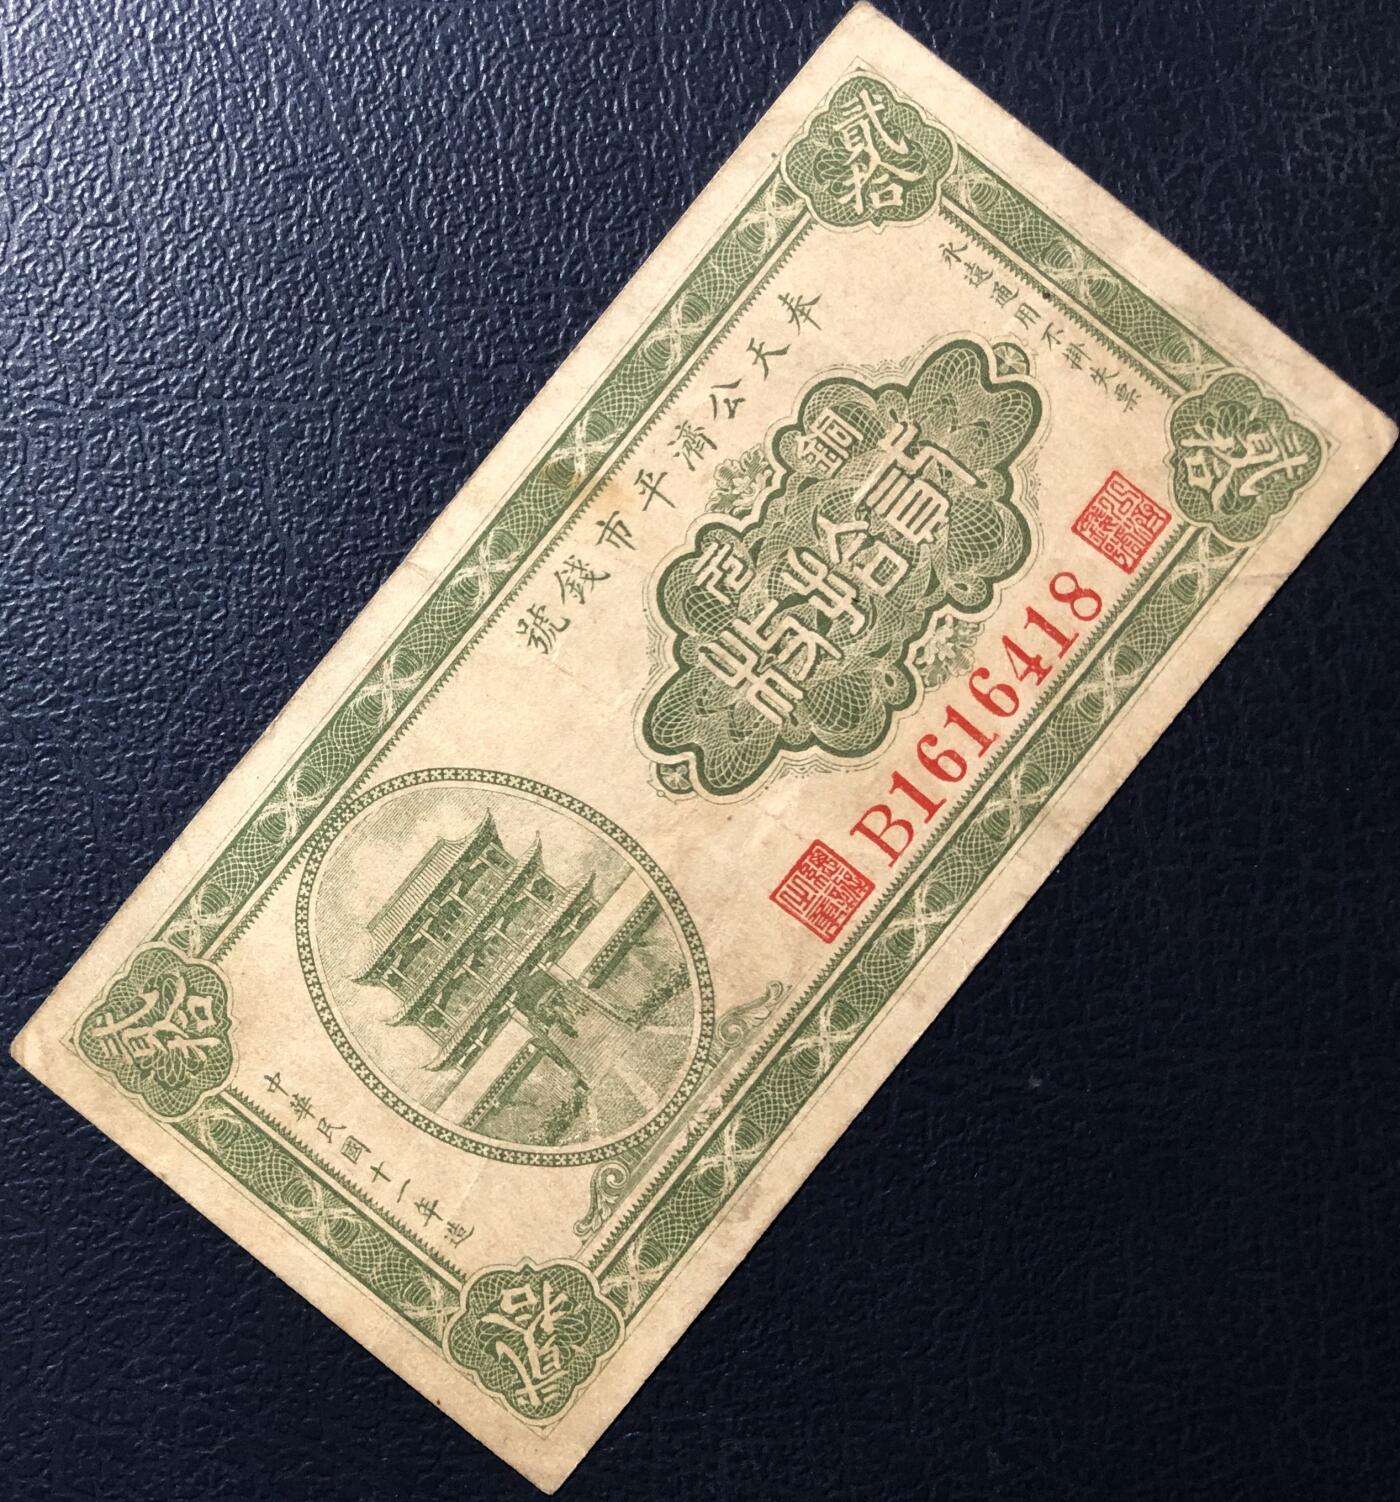 貳拾
奉天公濟平市錢號
貳拾
銅元
貳拾枚
永遠通用不掛失票
中華民國十一年造
B1616418
貳拾
貳拾